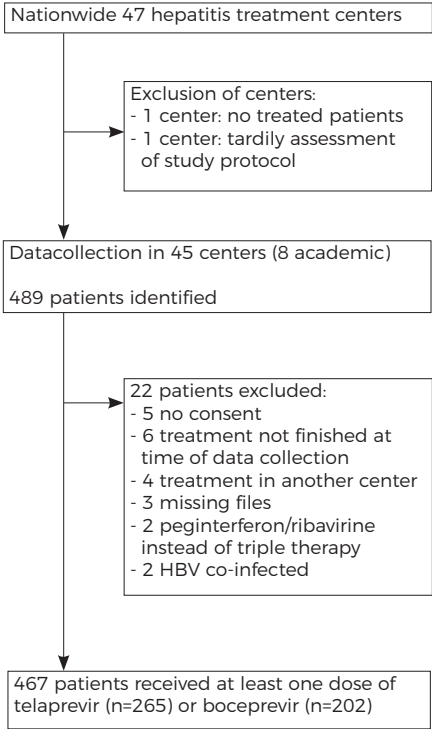 Nationwide 47 hepatitis treatment centers
Exclusion of centers:
- 1 center: no treated patients
- 1 center: tardily assessment
of study protocol
Datacollection in 45 centers (8 academic)
489 patients identified
22 patients excluded:
- 5 no consent
- 6 treatment not finished at
time of data collection
- 4 treatment in another center
- 3 missing files
- 2 peginterferon/ribavirine
instead of triple therapy
- 2 HBV co-infected
467 patients received at least one dose of
telaprevir (n=265) or boceprevir (n=202)